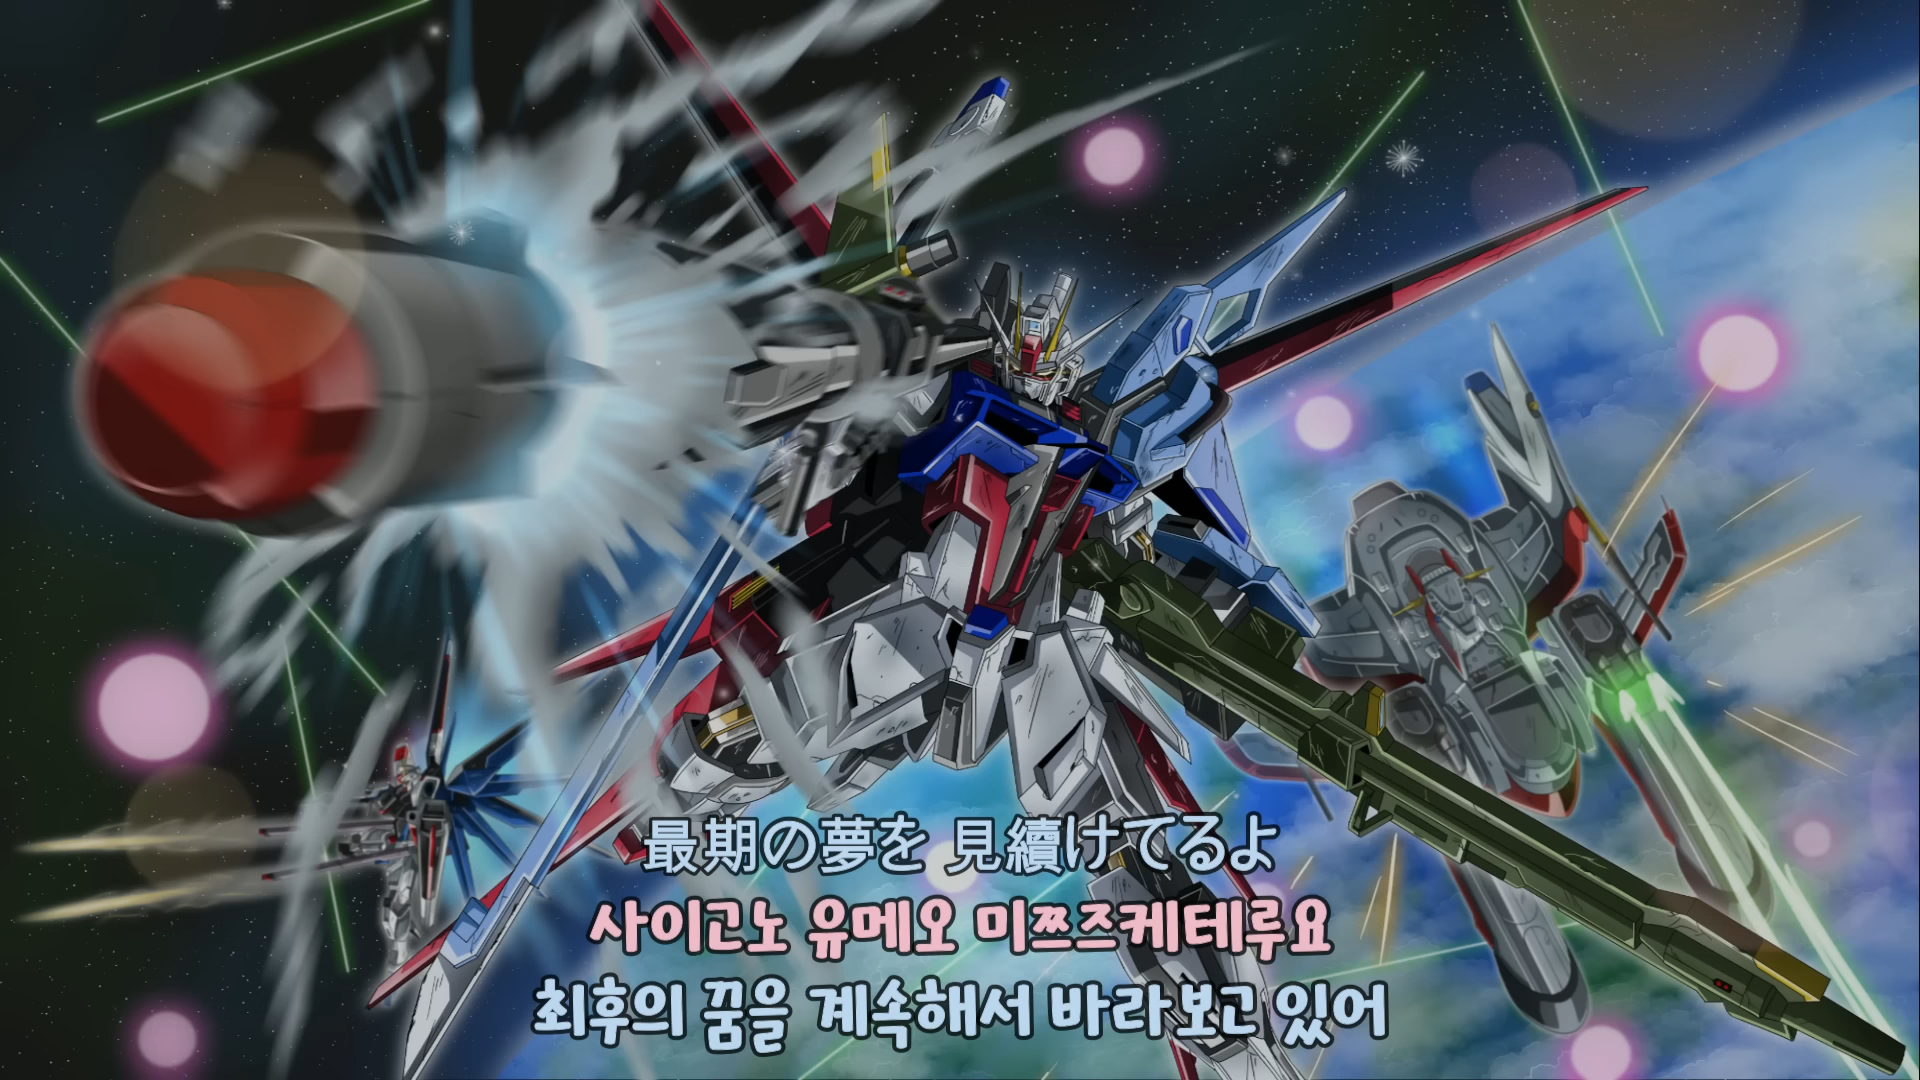 最期の夢を 見續けてるよ
사이고노 유메오 미쯔즈케테루요
최후의 꿈을 계속해서 바라보고 있어